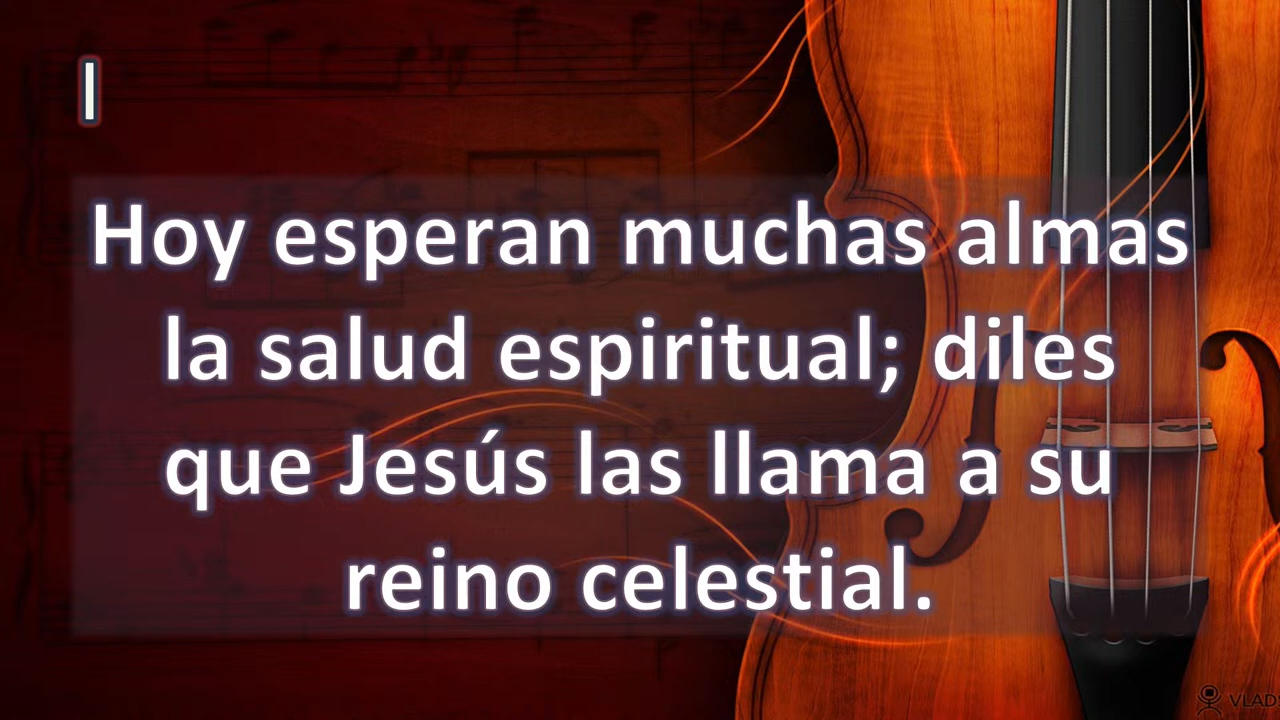 I
Hoy esperan muchas almas
la salud espiritual; diles
que Jesús las llama a su
reino celestial.